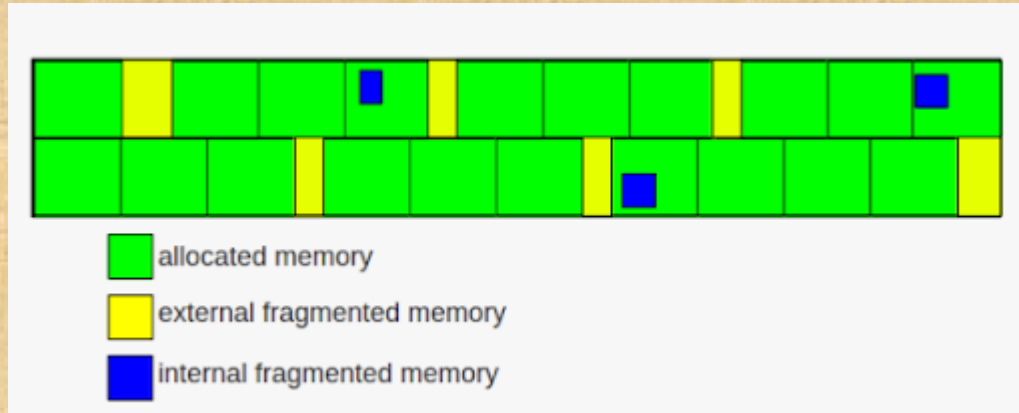 allocated memory
external fragmented memory
internal fragmented memory